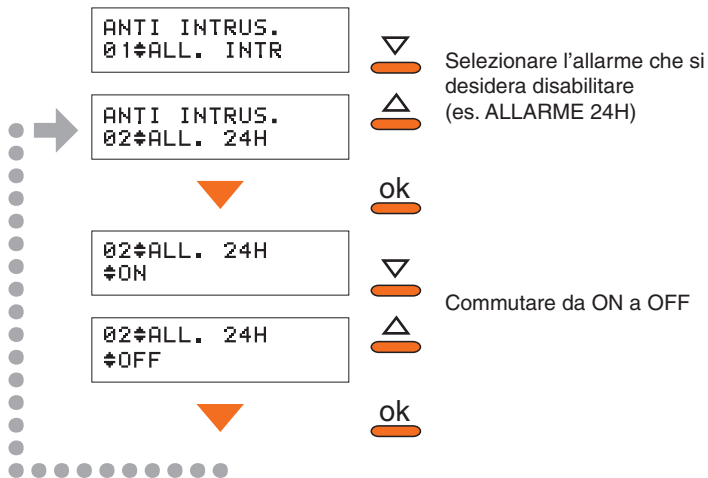 ANTI INTRUS.
01♦ALL. INTR
Selezionare l'allarme che si
desidera disabilitare
(es. ALLARME 24H)
ANTI INTRUS.
02♦ALL. 24H
ok
02♦ALL. 24H
♦ON
Commutare da ON a OFF
02♦ALL. 24H
♦OFF
ok